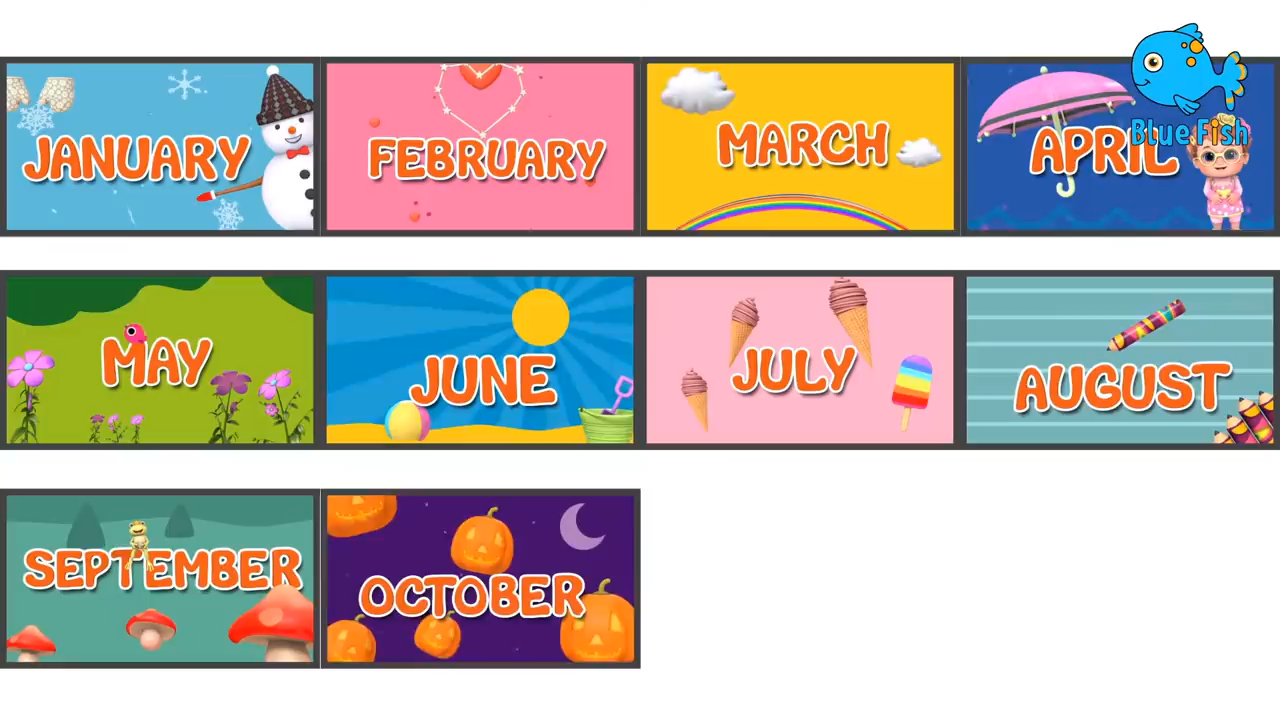 Blue Fish
JANUARY
FEBRUARY
MARCH
APRIL
MAY
JUNE
JULY
AUGUST
SEPTEMBER
OCTOBER